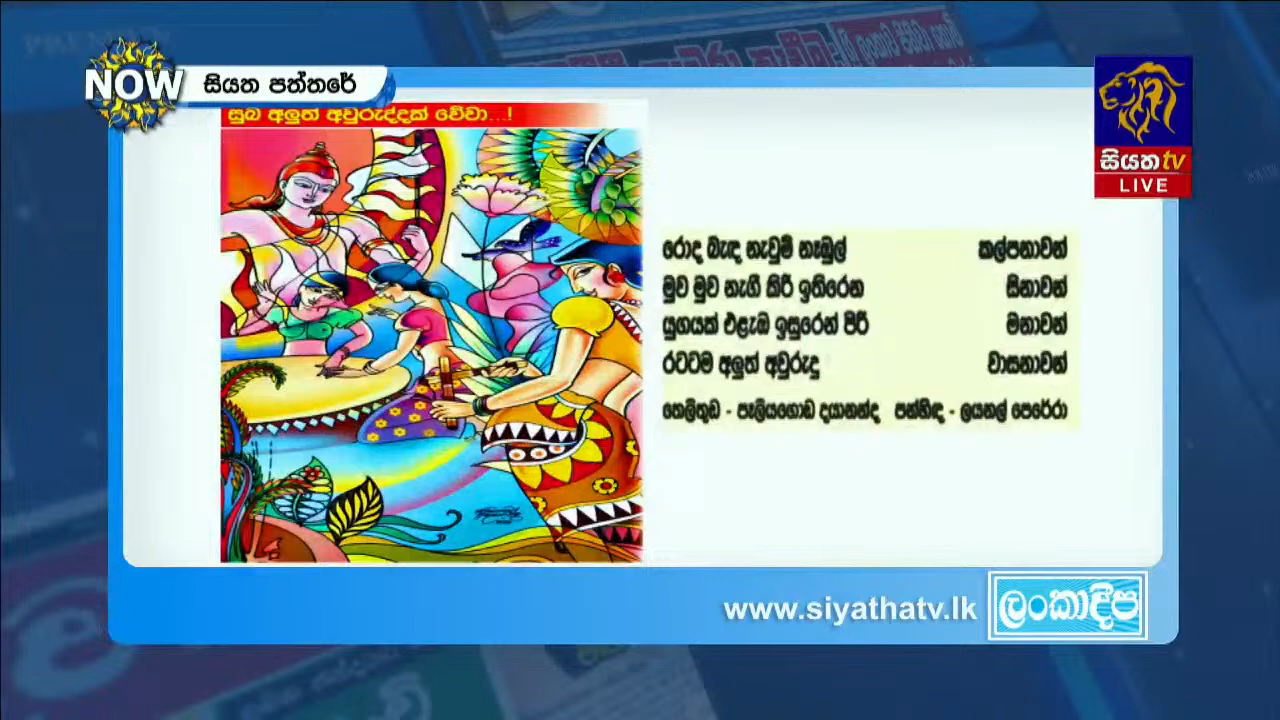 NOW සියත පත්තරේ
සුබ අලුත් අවුරුද්දක් වේවා...!
සියත tv
LIVE
රොද බැඳ නැවුම් නෑඹුල් කල්පනාවන්
මුව මුව නැගී කිරි ඉතිරෙන සිනාවන්
යුගයක් එළැඹ ඉසුරෙන් පිරි මනාවන්
රටටම අලුත් අවුරුදු වාසනාවන්
තෙලිතුඩ - පෑලියගොඩ දයානන්ද පන්හිඳ - ලයනල් පෙරේරා
www.siyathatv.lk
ලංකාදීප